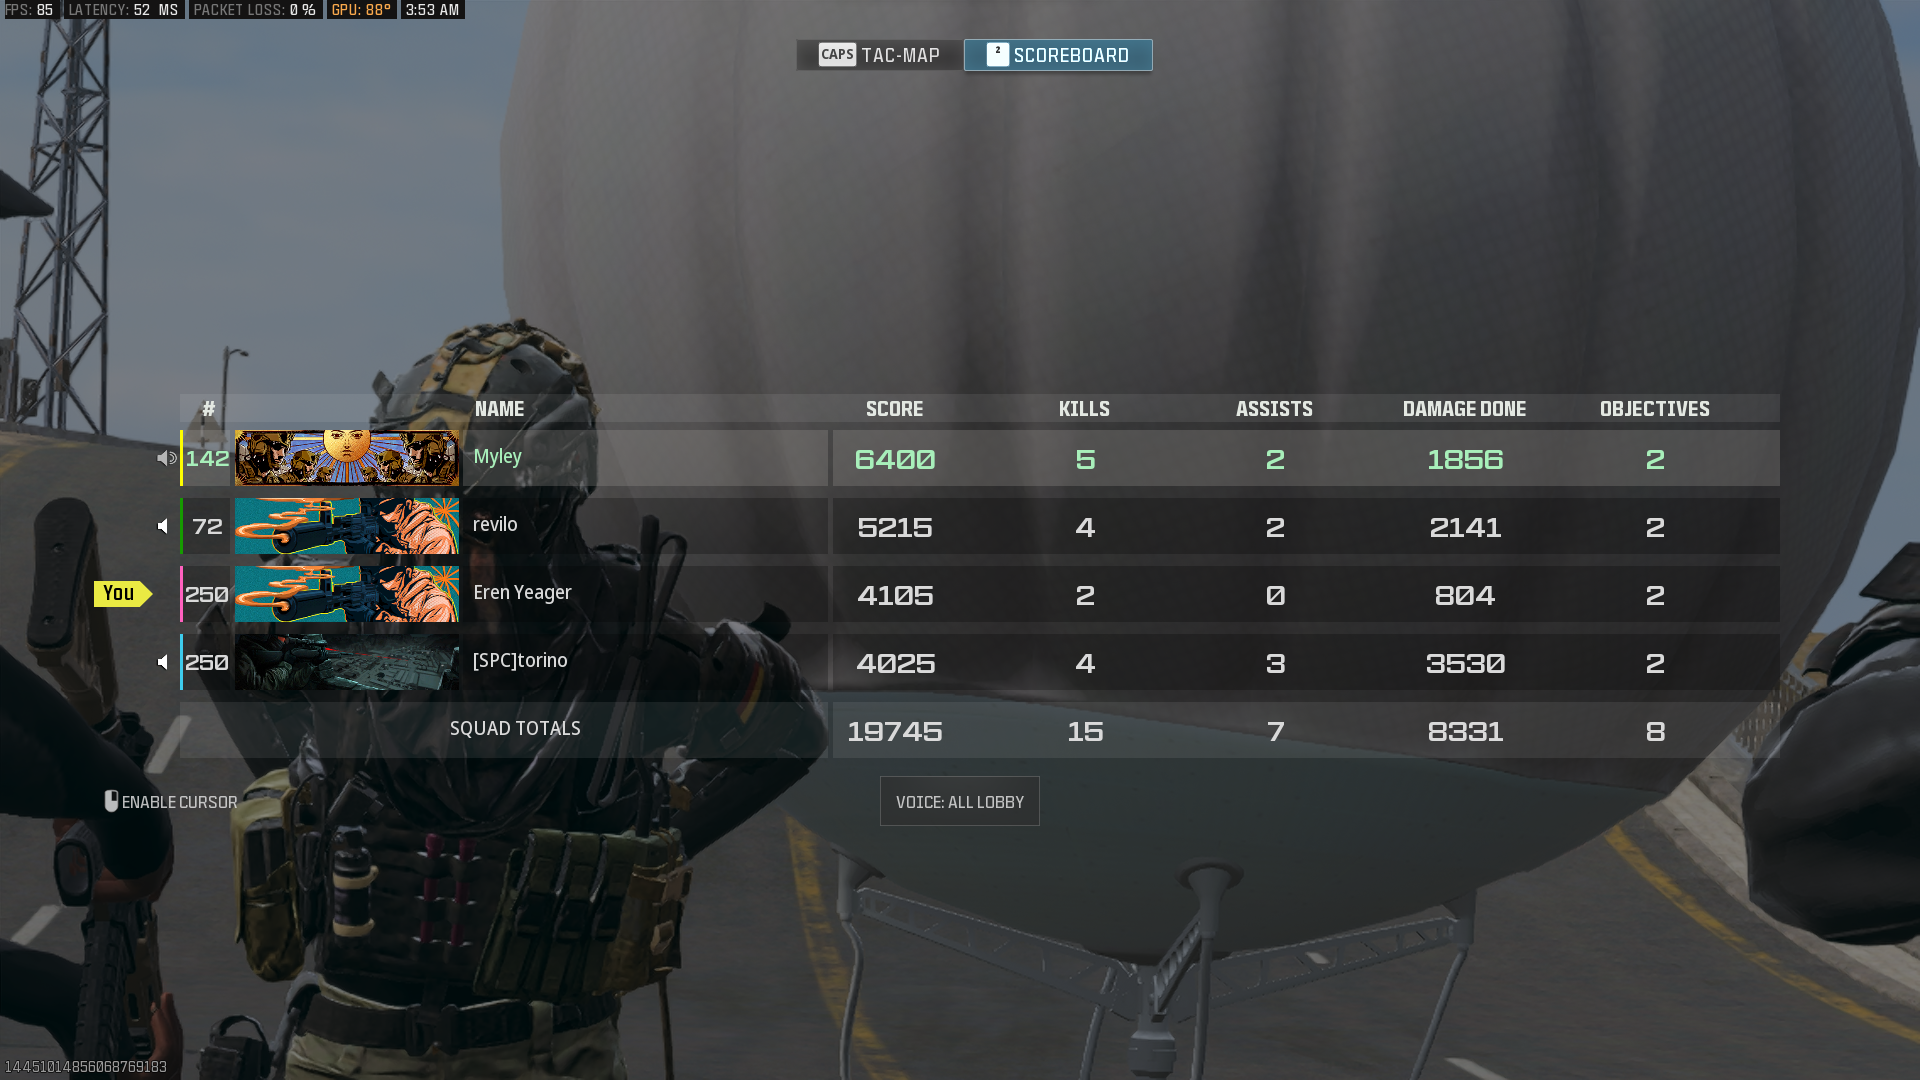 FPS: 85 LATENCY: 52 MS PACKET LOSS: 0 % GPU: 88° 3:53 AM
CAPS TAC-MAP 2 SCOREBOARD
# NAME SCORE KILLS ASSISTS DAMAGE DONE OBJECTIVES
142 Myley 6400 5 2 1856 2
72 revilo 5215 4 2 2141 2
You 250 Eren Yeager 4105 2 0 804 2
250 [SPC]torino 4025 4 3 3530 2
SQUAD TOTALS 19745 15 7 8331 8
ENABLE CURSOR VOICE: ALL LOBBY
14451014856068769183